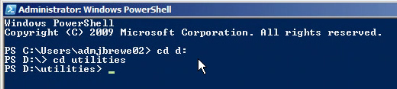 Administrator: Windows PowerShell
Windows PowerShell
Copyright (C) 2009 Microsoft Corporation. All rights reserved.
PS C:\Users\admjbrewe02> cd d:
PS D:\> cd utilities
PS D:\utilities> _